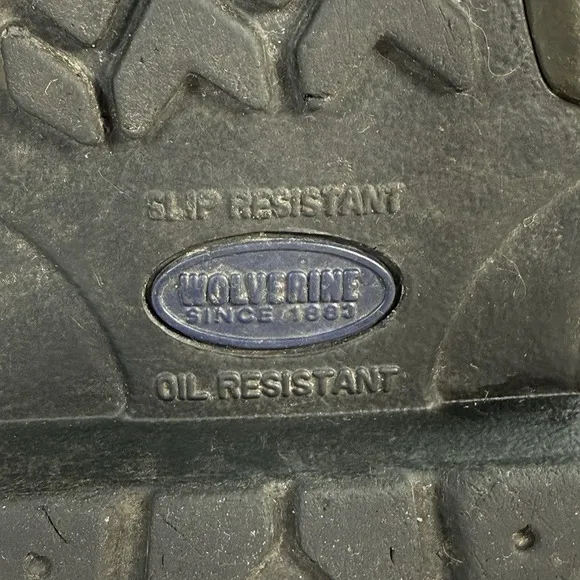 SLIP RESISTANT
WOLVERINE
SINCE 1883
OIL RESISTANT